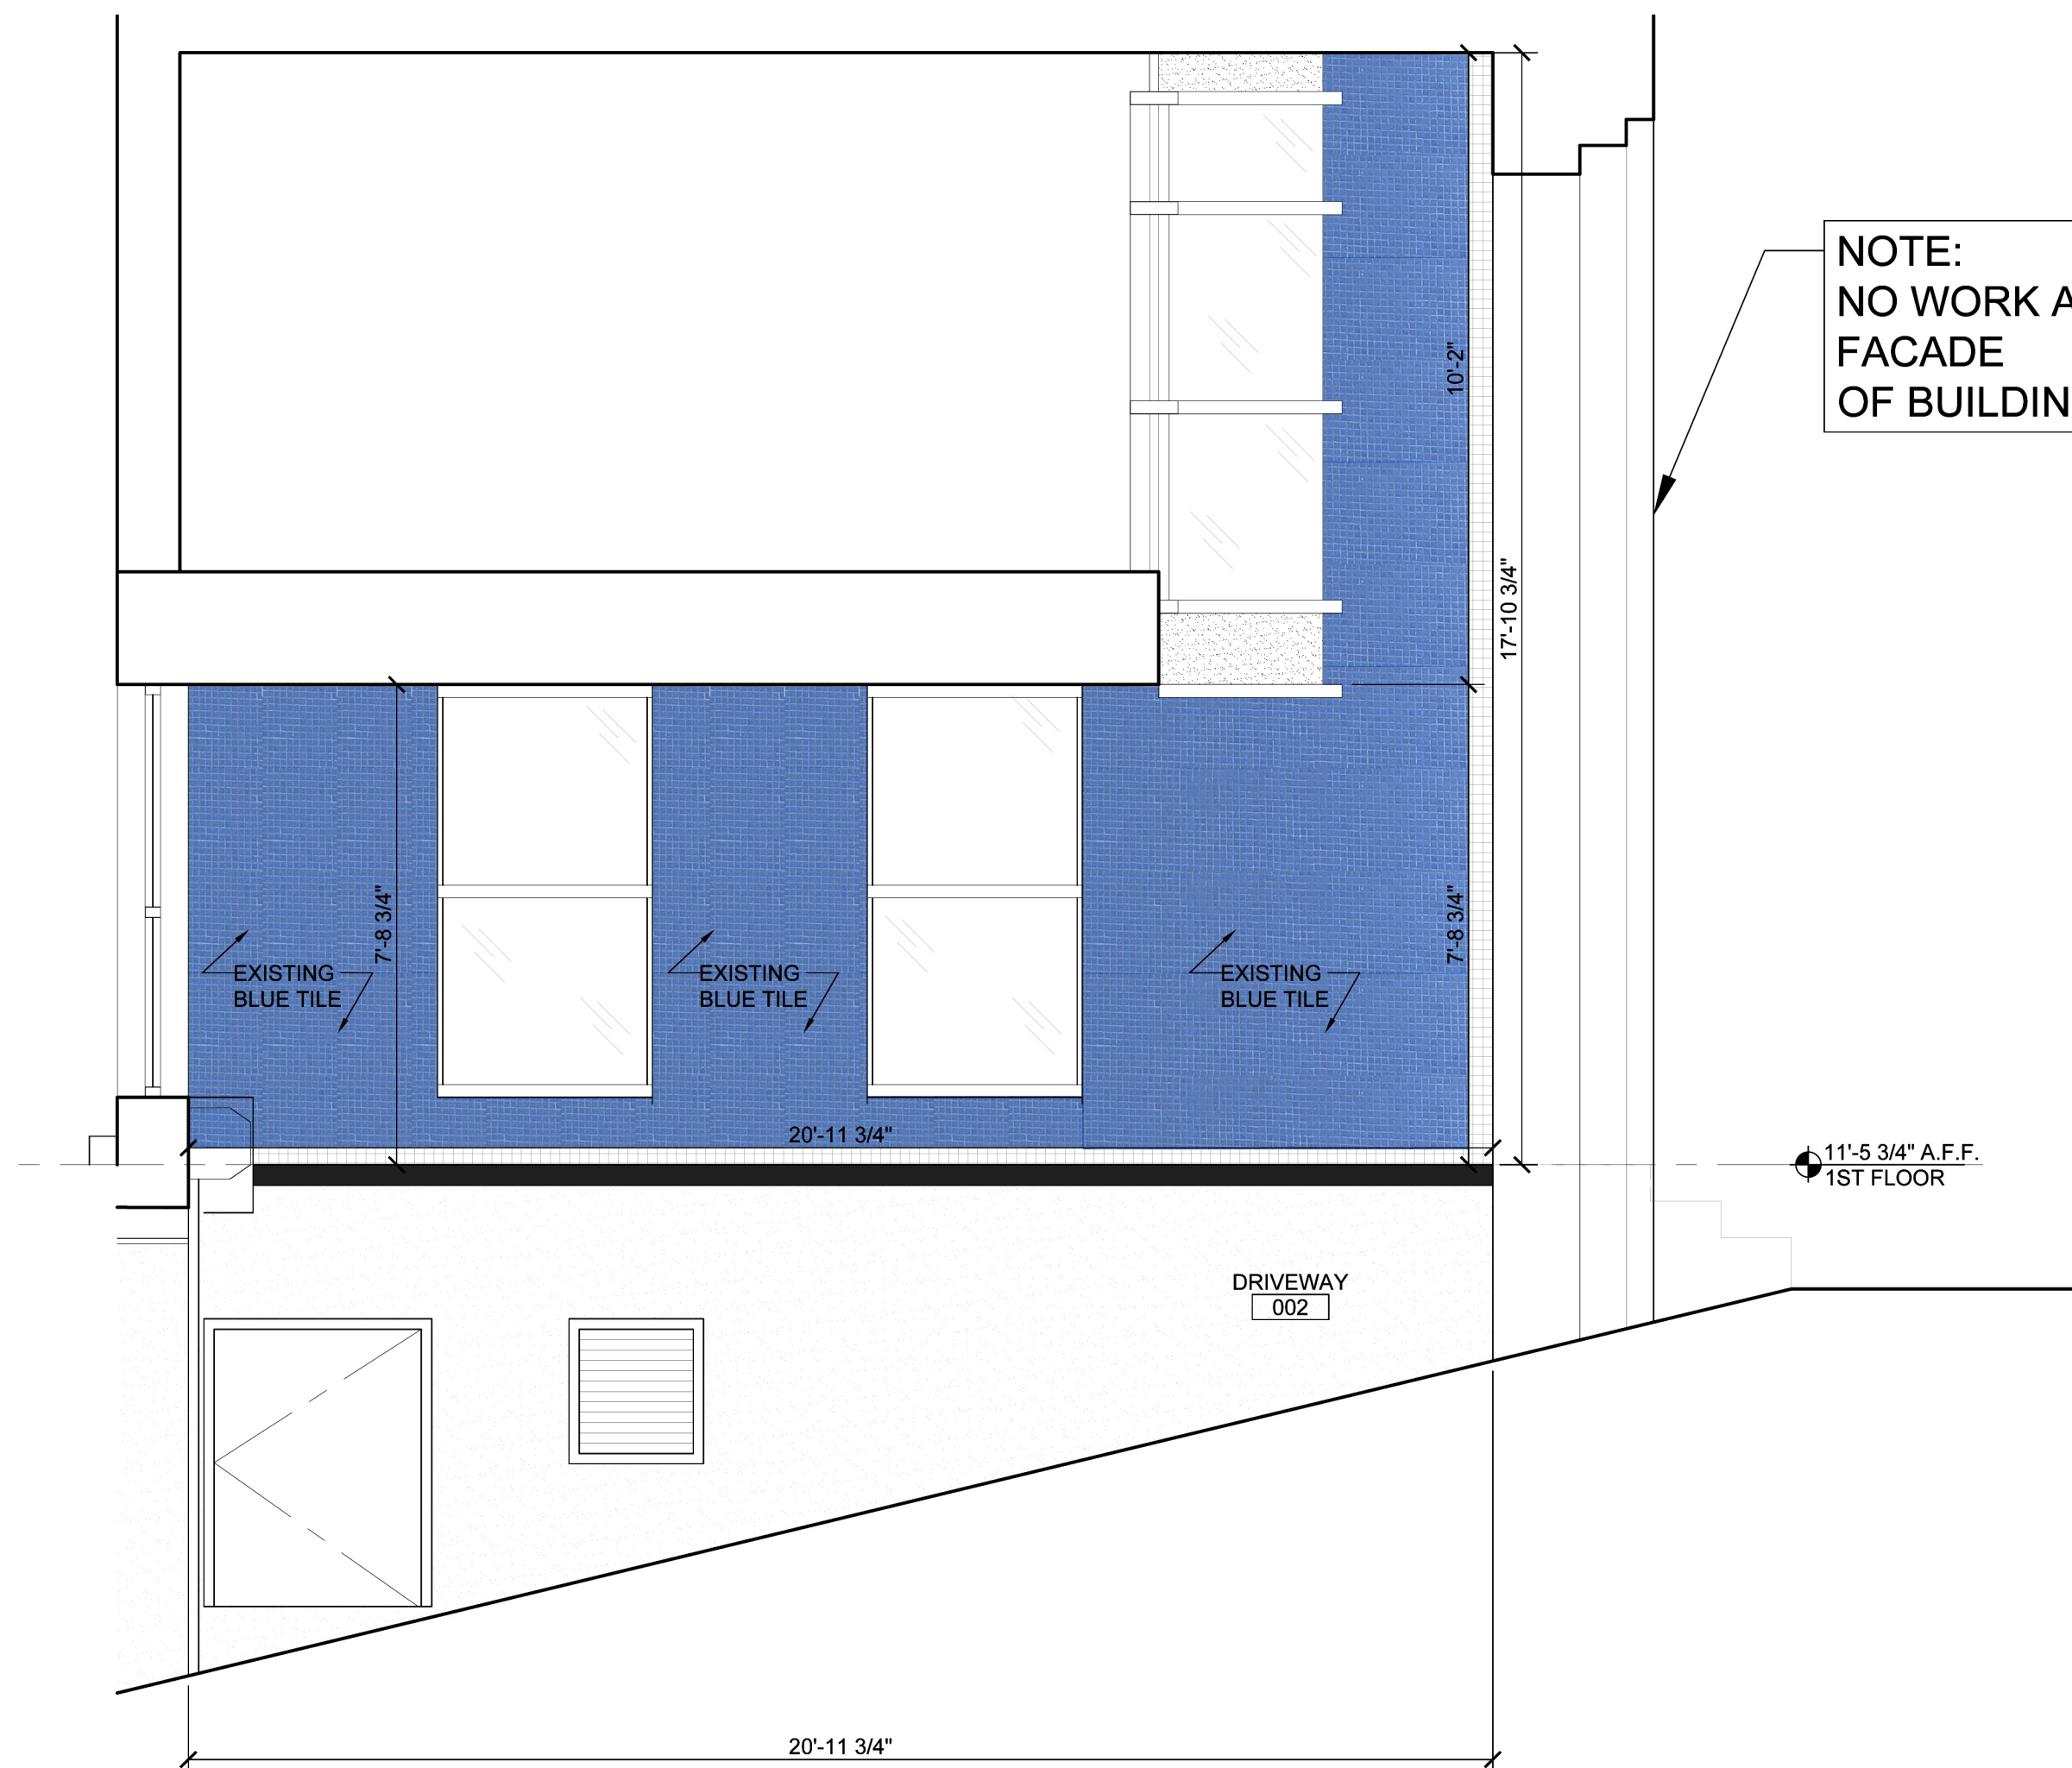 NOTE:
NO WORK A
FACADE
OF BUILDIN
10'-2"
17'-10 3/4"
7'-8 3/4"
7'-8 3/4"
EXISTING
BLUE TILE
EXISTING
BLUE TILE
EXISTING
BLUE TILE
20'-11 3/4"
11'-5 3/4" A.F.F.
1ST FLOOR
DRIVEWAY
002
20'-11 3/4"